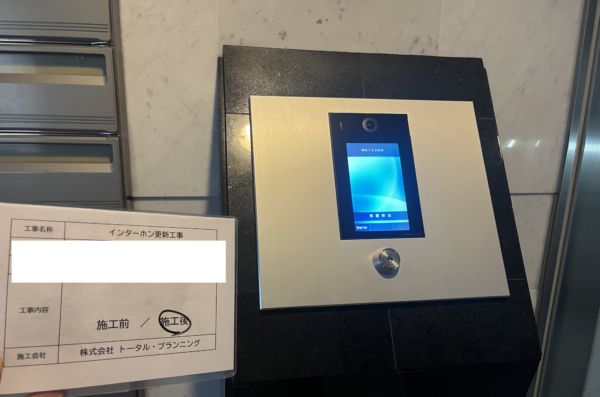 工事名称 インターホン更新工事
工事内容
施工前 / 施工後
施工会社 株式会社 トータル・プランニング